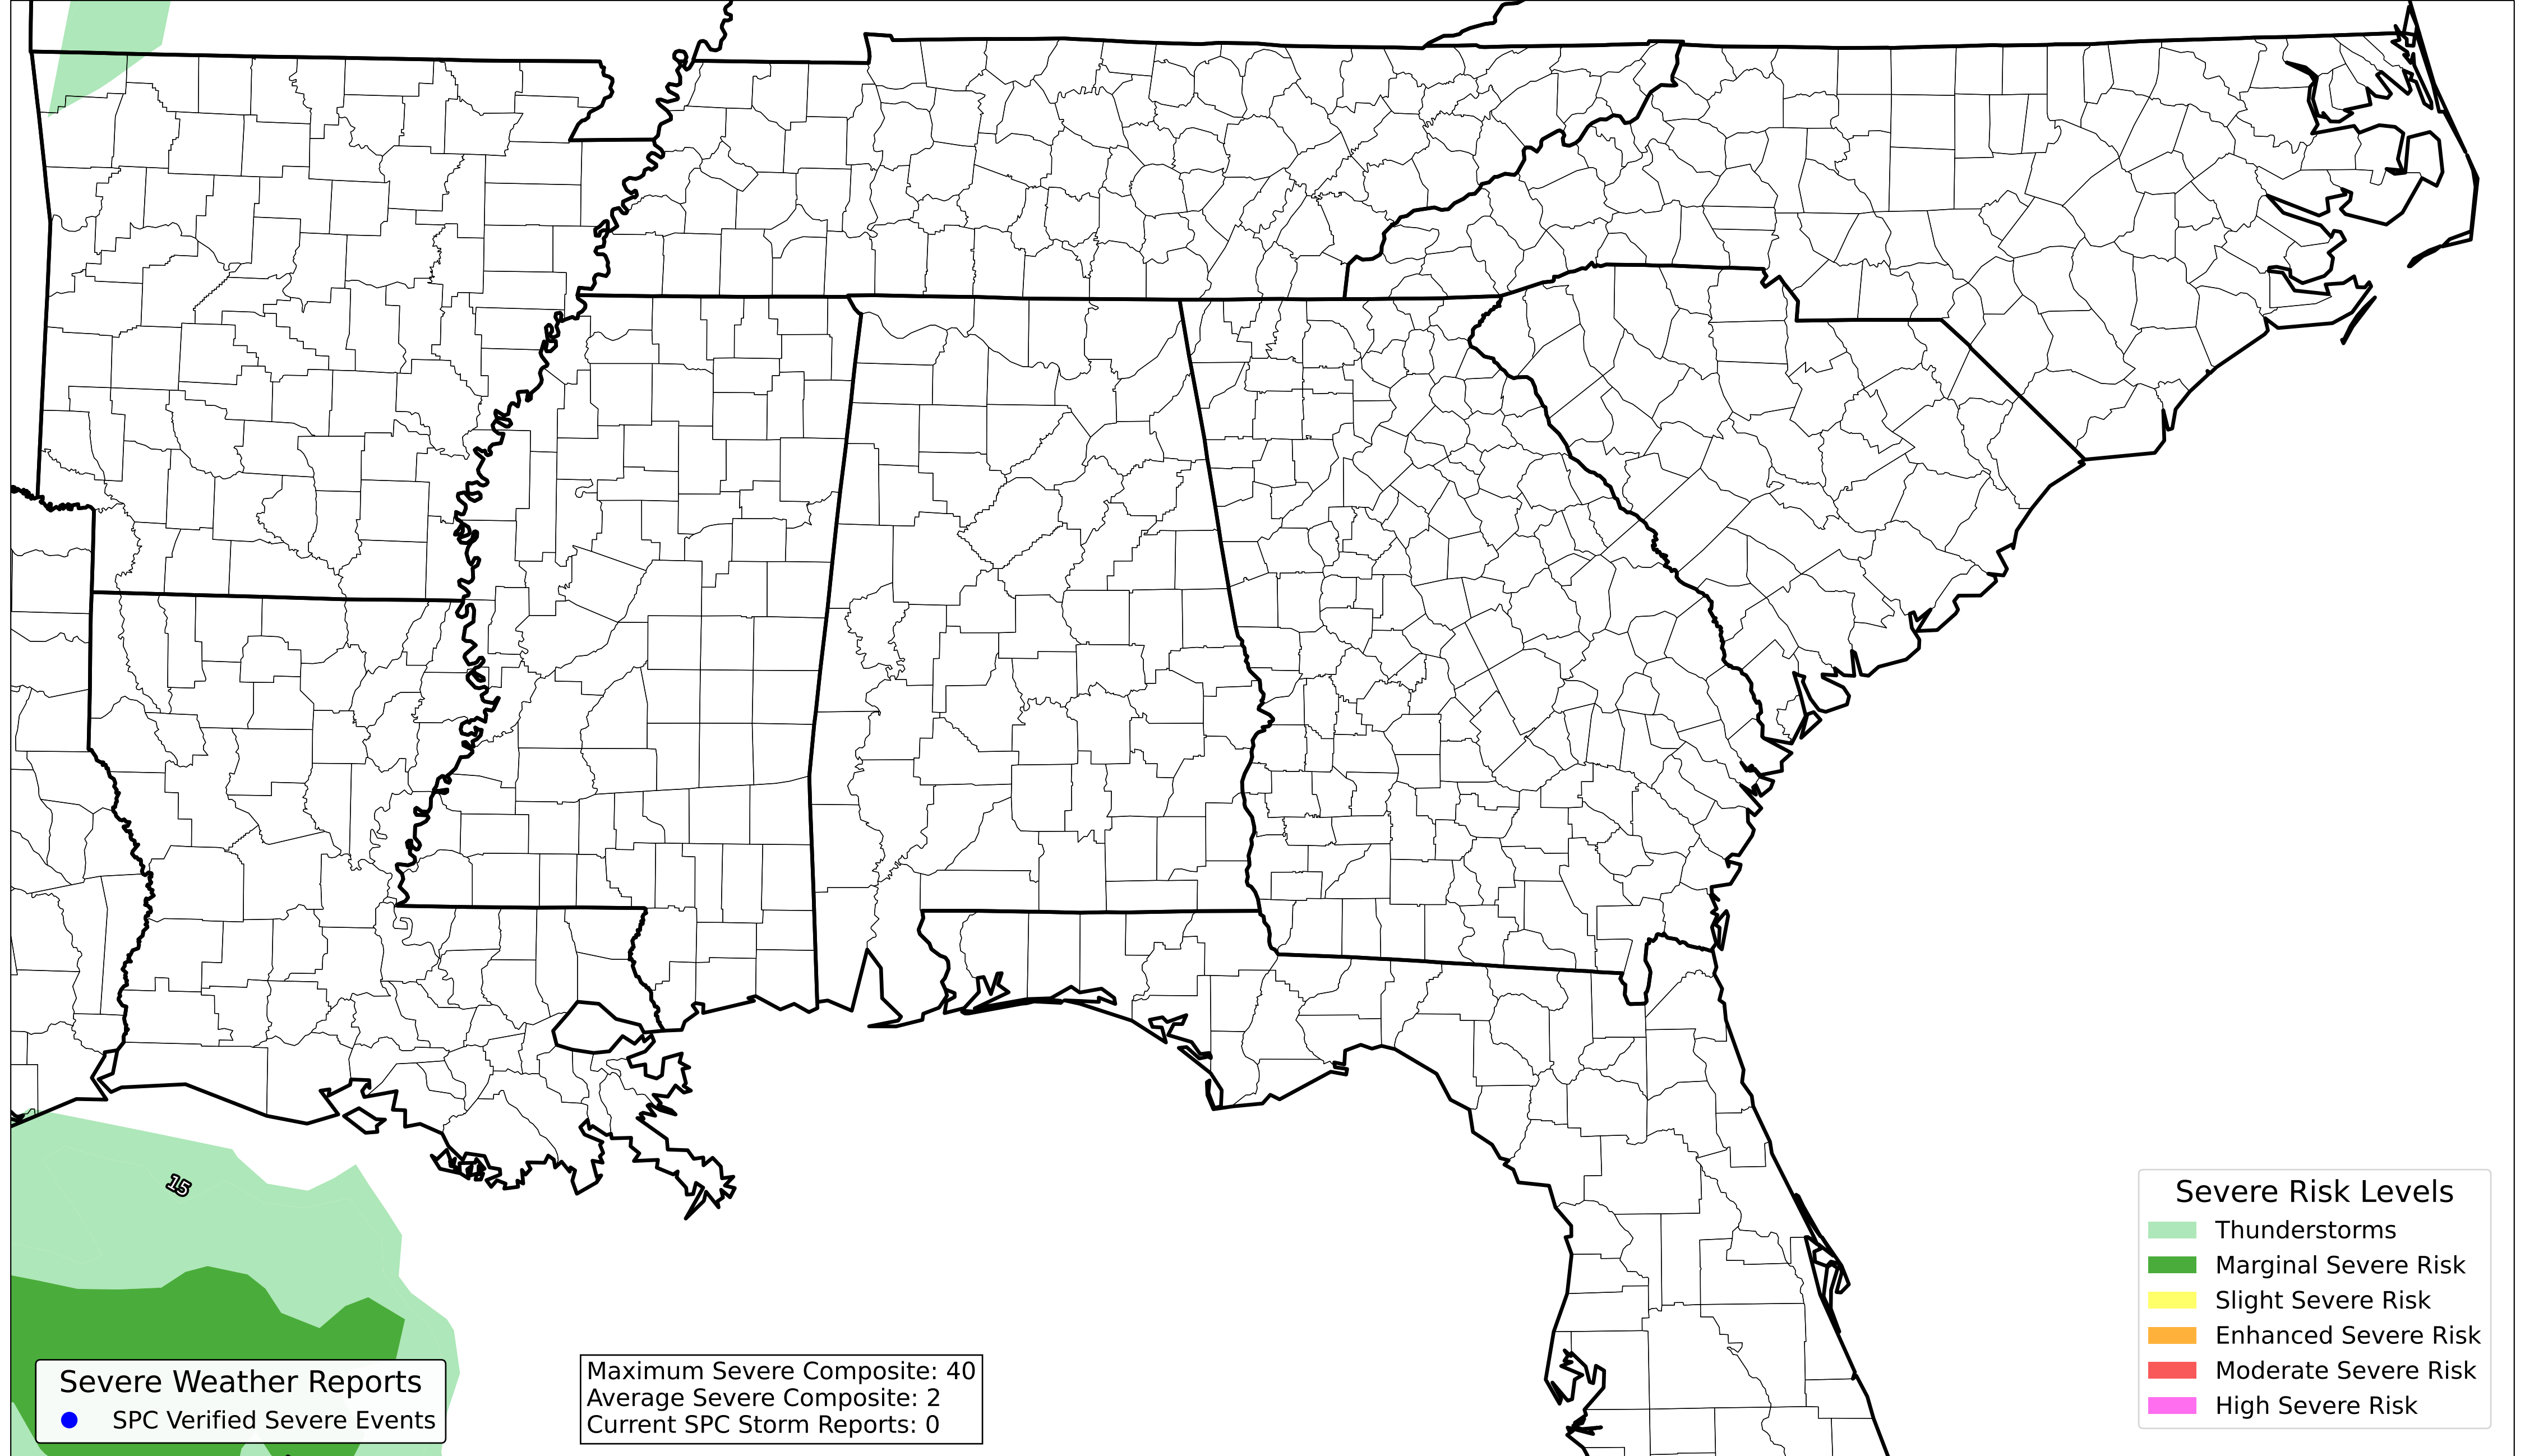 15
Severe Risk Levels
Thunderstorms
Marginal Severe Risk
Slight Severe Risk
Enhanced Severe Risk
Moderate Severe Risk
High Severe Risk
Severe Weather Reports
SPC Verified Severe Events
Maximum Severe Composite: 40
Average Severe Composite: 2
Current SPC Storm Reports: 0